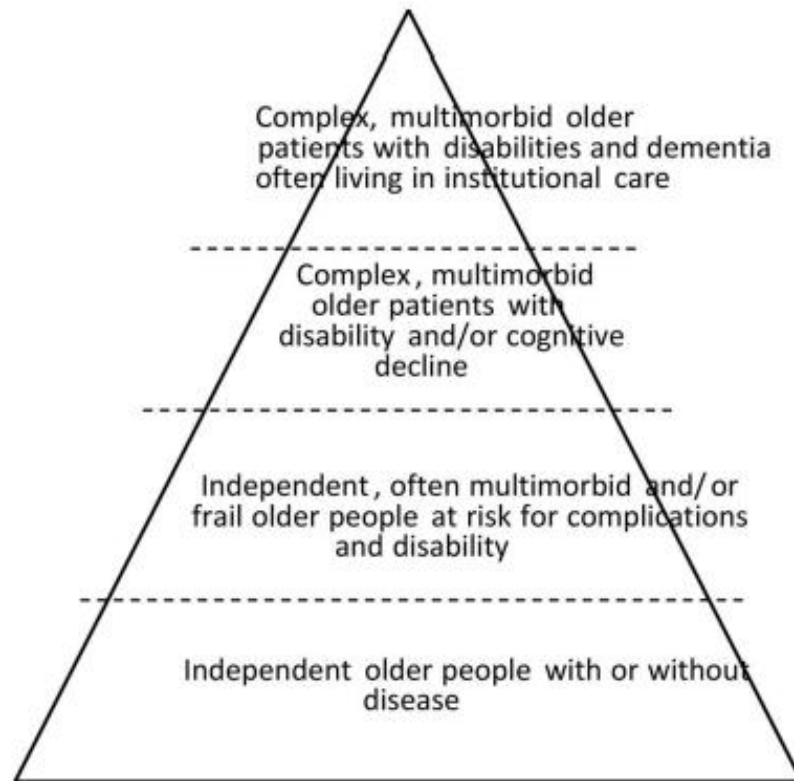 Complex, multimorbid older
patients with disabilities and dementia
often living in institutional care
Complex, multimorbid
older patients with
disability and/or cognitive
decline
Independent, often multimorbid and/or
frail older people at risk for complications
and disability
Independent older people with or without
disease